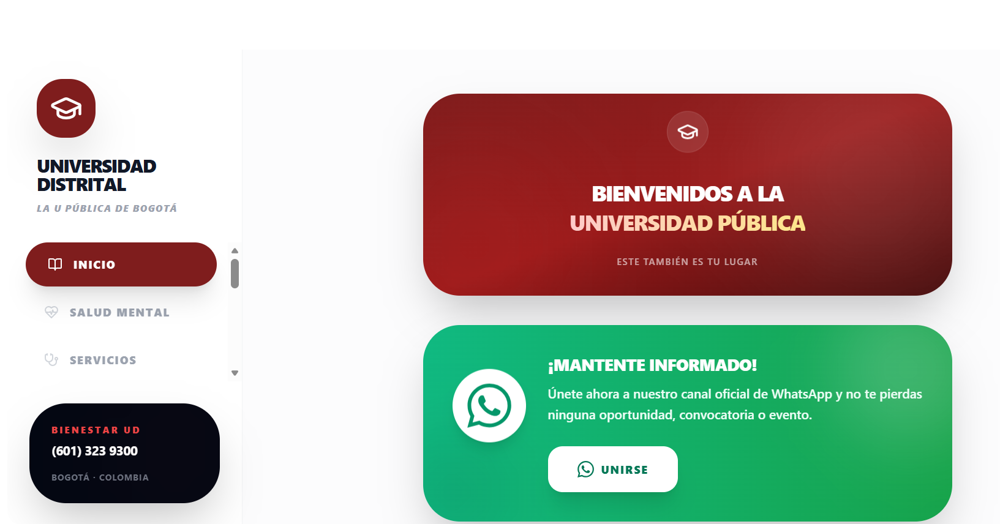 UNIVERSIDAD
DISTRITAL
LA U PÚBLICA DE BOGOTÁ
INICIO
SALUD MENTAL
SERVICIOS
BIENESTAR UD
(601) 323 9300
BOGOTÁ · COLOMBIA
BIENVENIDOS A LA
UNIVERSIDAD PÚBLICA
ESTE TAMBIÉN ES TU LUGAR
¡MANTENTE INFORMADO!
Únete ahora a nuestro canal oficial de WhatsApp y no te pierdas
ninguna oportunidad, convocatoria o evento.
UNIRSE